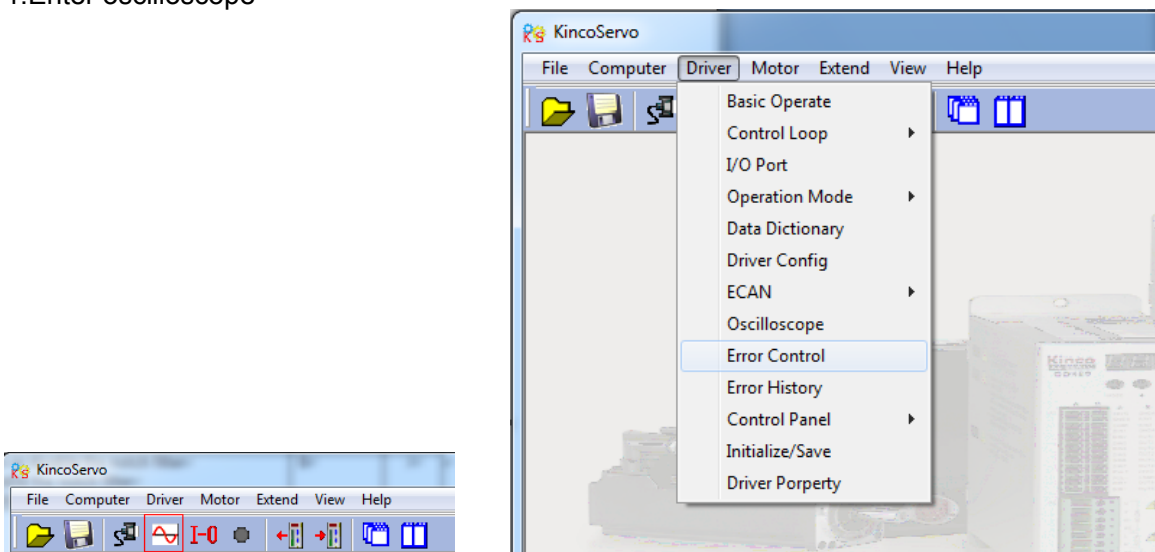 1.Enter oscilloscope
KincoServo
File Computer Driver Motor Extend View Help
Basic Operate
Control Loop
I/O Port
Operation Mode
Data Dictionary
Driver Config
ECAN
Oscilloscope
Error Control
Error History
Control Panel
Initialize/Save
Driver Porperty
Kinco
KincoServo
File Computer Driver Motor Extend View Help
I-0